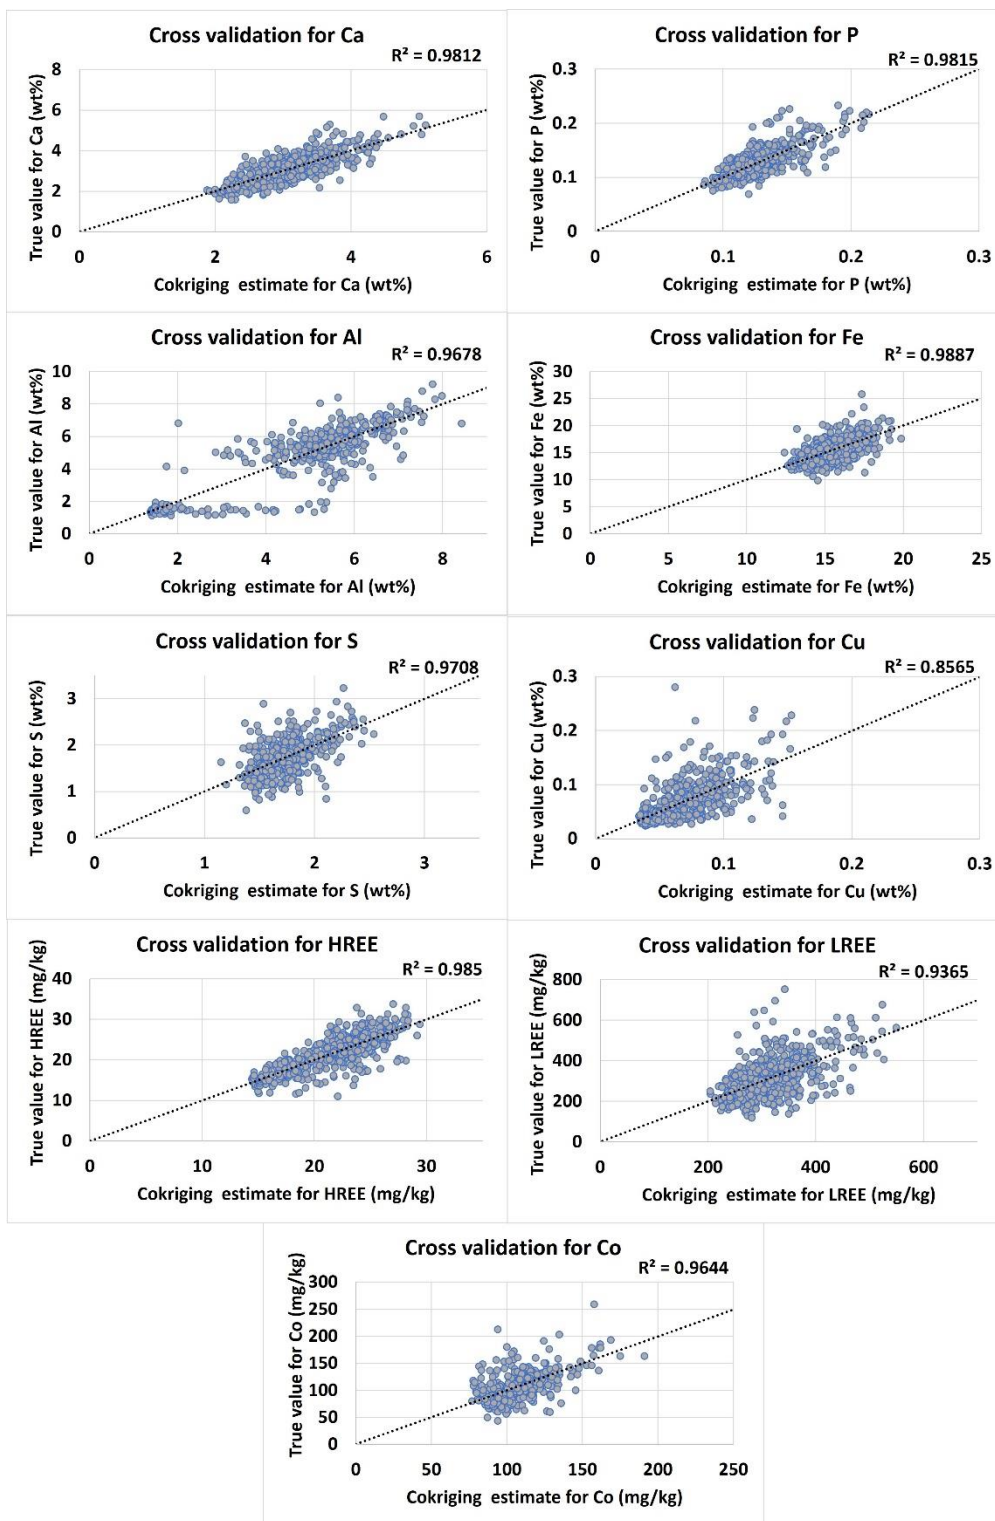 Cross validation for Ca
R² = 0.9812
True value for Ca (wt%)
8
6
4
2
0
0 2 4 6
Cokriging estimate for Ca (wt%)
Cross validation for P
R² = 0.9815
True value for P (wt%)
0.3
0.2
0.1
0
0 0.1 0.2 0.3
Cokriging estimate for P (wt%)
Cross validation for Al
R² = 0.9678
True value for Al (wt%)
10
8
6
4
2
0
0 2 4 6 8
Cokriging estimate for Al (wt%)
Cross validation for Fe
R² = 0.9887
True value for Fe (wt%)
30
25
20
15
10
5
0
0 5 10 15 20 25
Cokriging estimate for Fe (wt%)
Cross validation for S
R² = 0.9708
True value for S (wt%)
3
2
1
0
0 1 2 3
Cokriging estimate for S (wt%)
Cross validation for Cu
R² = 0.8565
True value for Cu (wt%)
0.3
0.2
0.1
0
0 0.1 0.2 0.3
Cokriging estimate for Cu (wt%)
Cross validation for HREE
R² = 0.985
True value for HREE (mg/kg)
40
30
20
10
0
0 10 20 30
Cokriging estimate for HREE (mg/kg)
Cross validation for LREE
R² = 0.9365
True value for LREE (mg/kg)
800
600
400
200
0
0 200 400 600
Cokriging estimate for LREE (mg/kg)
Cross validation for Co
R² = 0.9644
True value for Co (mg/kg)
300
250
200
150
100
50
0
0 50 100 150 200 250
Cokriging estimate for Co (mg/kg)